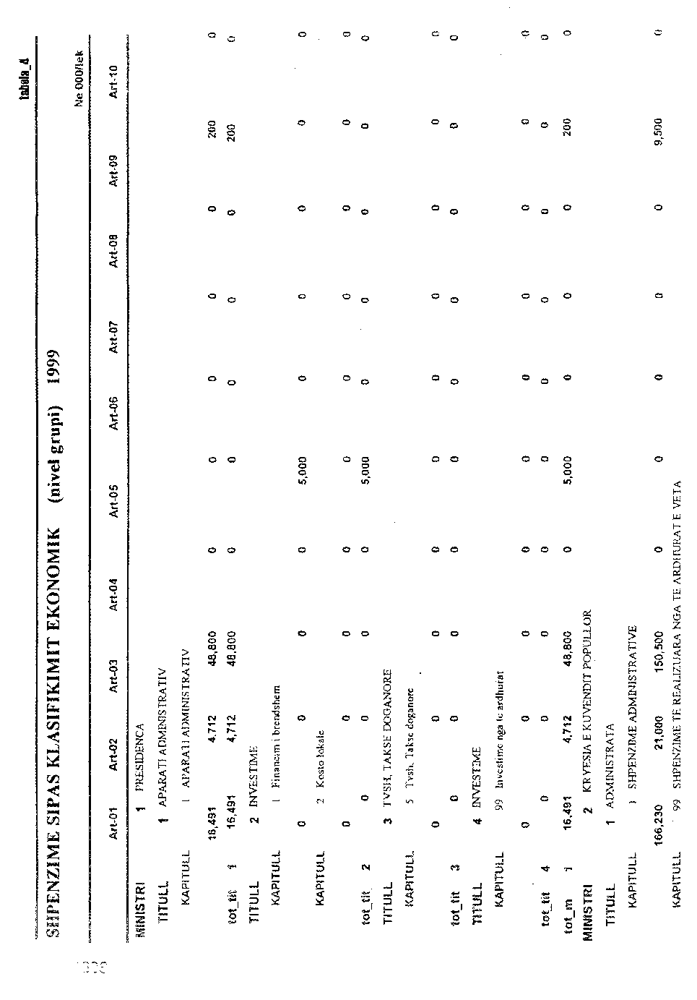 tabela_4
SHPENZIME SIPAS KLASIFIKIMIT EKONOMIK (nivel grupi) 1999
Ne 000/lek
Art-01 Art-02 Art-03 Art-04 Art-05 Art-06 Art-07 Art-08 Art-09 Art-10
MINISTRI 1 PRESIDENCA
TITULL 1 APARATI ADMINISTRATIV
KAPITULL 1 APARATI ADMINISTRATIV
16,491 4,712 48,800 0 0 0 0 0 200 0
tot_tit 1 16,491 4,712 48,800 0 0 0 0 0 200 0
TITULL 2 INVESTIME
KAPITULL 1 Financim i brendshem
0 0 0 0 5,000 0 0 0 0 0
KAPITULL 2 Kosto lokale
0 0 0 0 0 0 0 0 0 0
tot_tit 2 0 0 0 0 5,000 0 0 0 0 0
TITULL 3 TVSH, TAKSE DOGANORE
KAPITULL 5 Tvsh, Takse doganore
0 0 0 0 0 0 0 0 0 0
tot_tit 3 0 0 0 0 0 0 0 0 0 0
TITULL 4 INVESTIME
KAPITULL 99 Investime nga te ardhurat
0 0 0 0 0 0 0 0 0 0
tot_tit 4 0 0 0 0 0 0 0 0 0 0
tot_m 1 16,491 4,712 48,800 0 5,000 0 0 0 200 0
MINISTRI 2 KRYESIA E KUVENDIT POPULLOR
TITULL 1 ADMINISTRATA
KAPITULL 1 SHPENZIME ADMINISTRATIVE
166,230 21,000 150,500 0 0 0 0 0 9,500 0
KAPITULL 99 SHPENZIME TE REALIZUARA NGA TE ARDHURAT E VETA